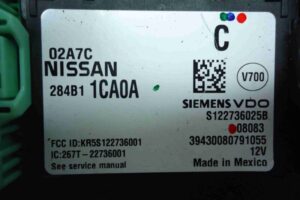 02A7C
C
NISSAN
284B1 1CA0A
V700
SIEMENS VDO
S122736025B
08083
FCC ID:KR5S122736001
39430080791055
IC:267T-22736001
12V
See service manual
Made in Mexico